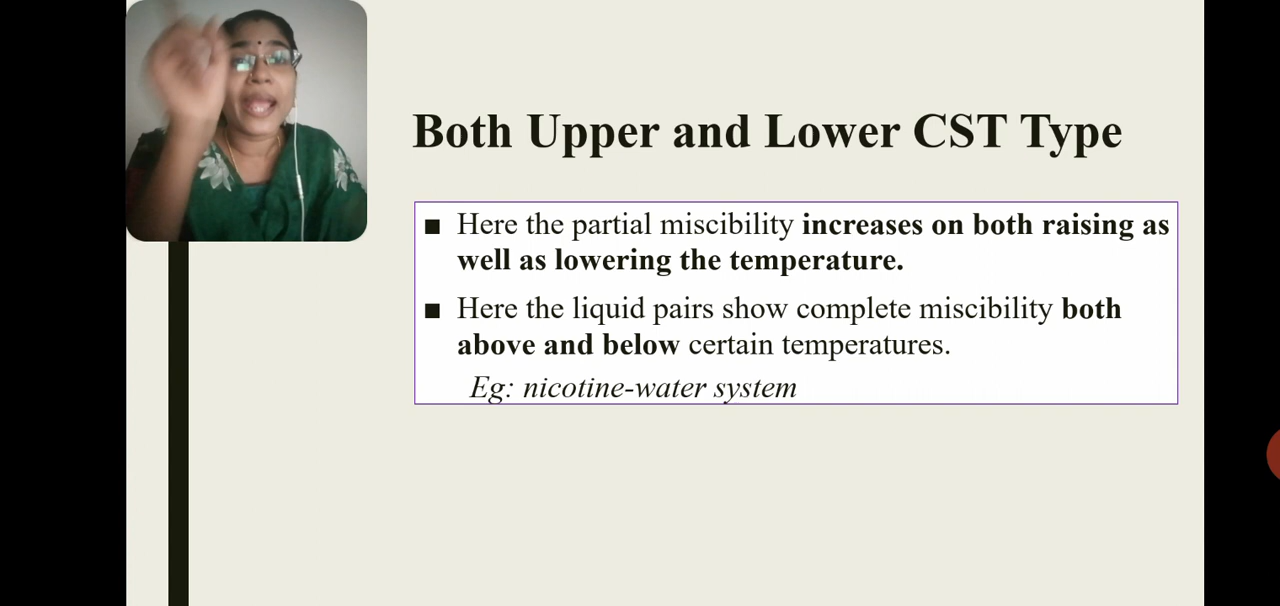 Both Upper and Lower CST Type
■ Here the partial miscibility increases on both raising as
well as lowering the temperature.
■ Here the liquid pairs show complete miscibility both
above and below certain temperatures.
Eg: nicotine-water system